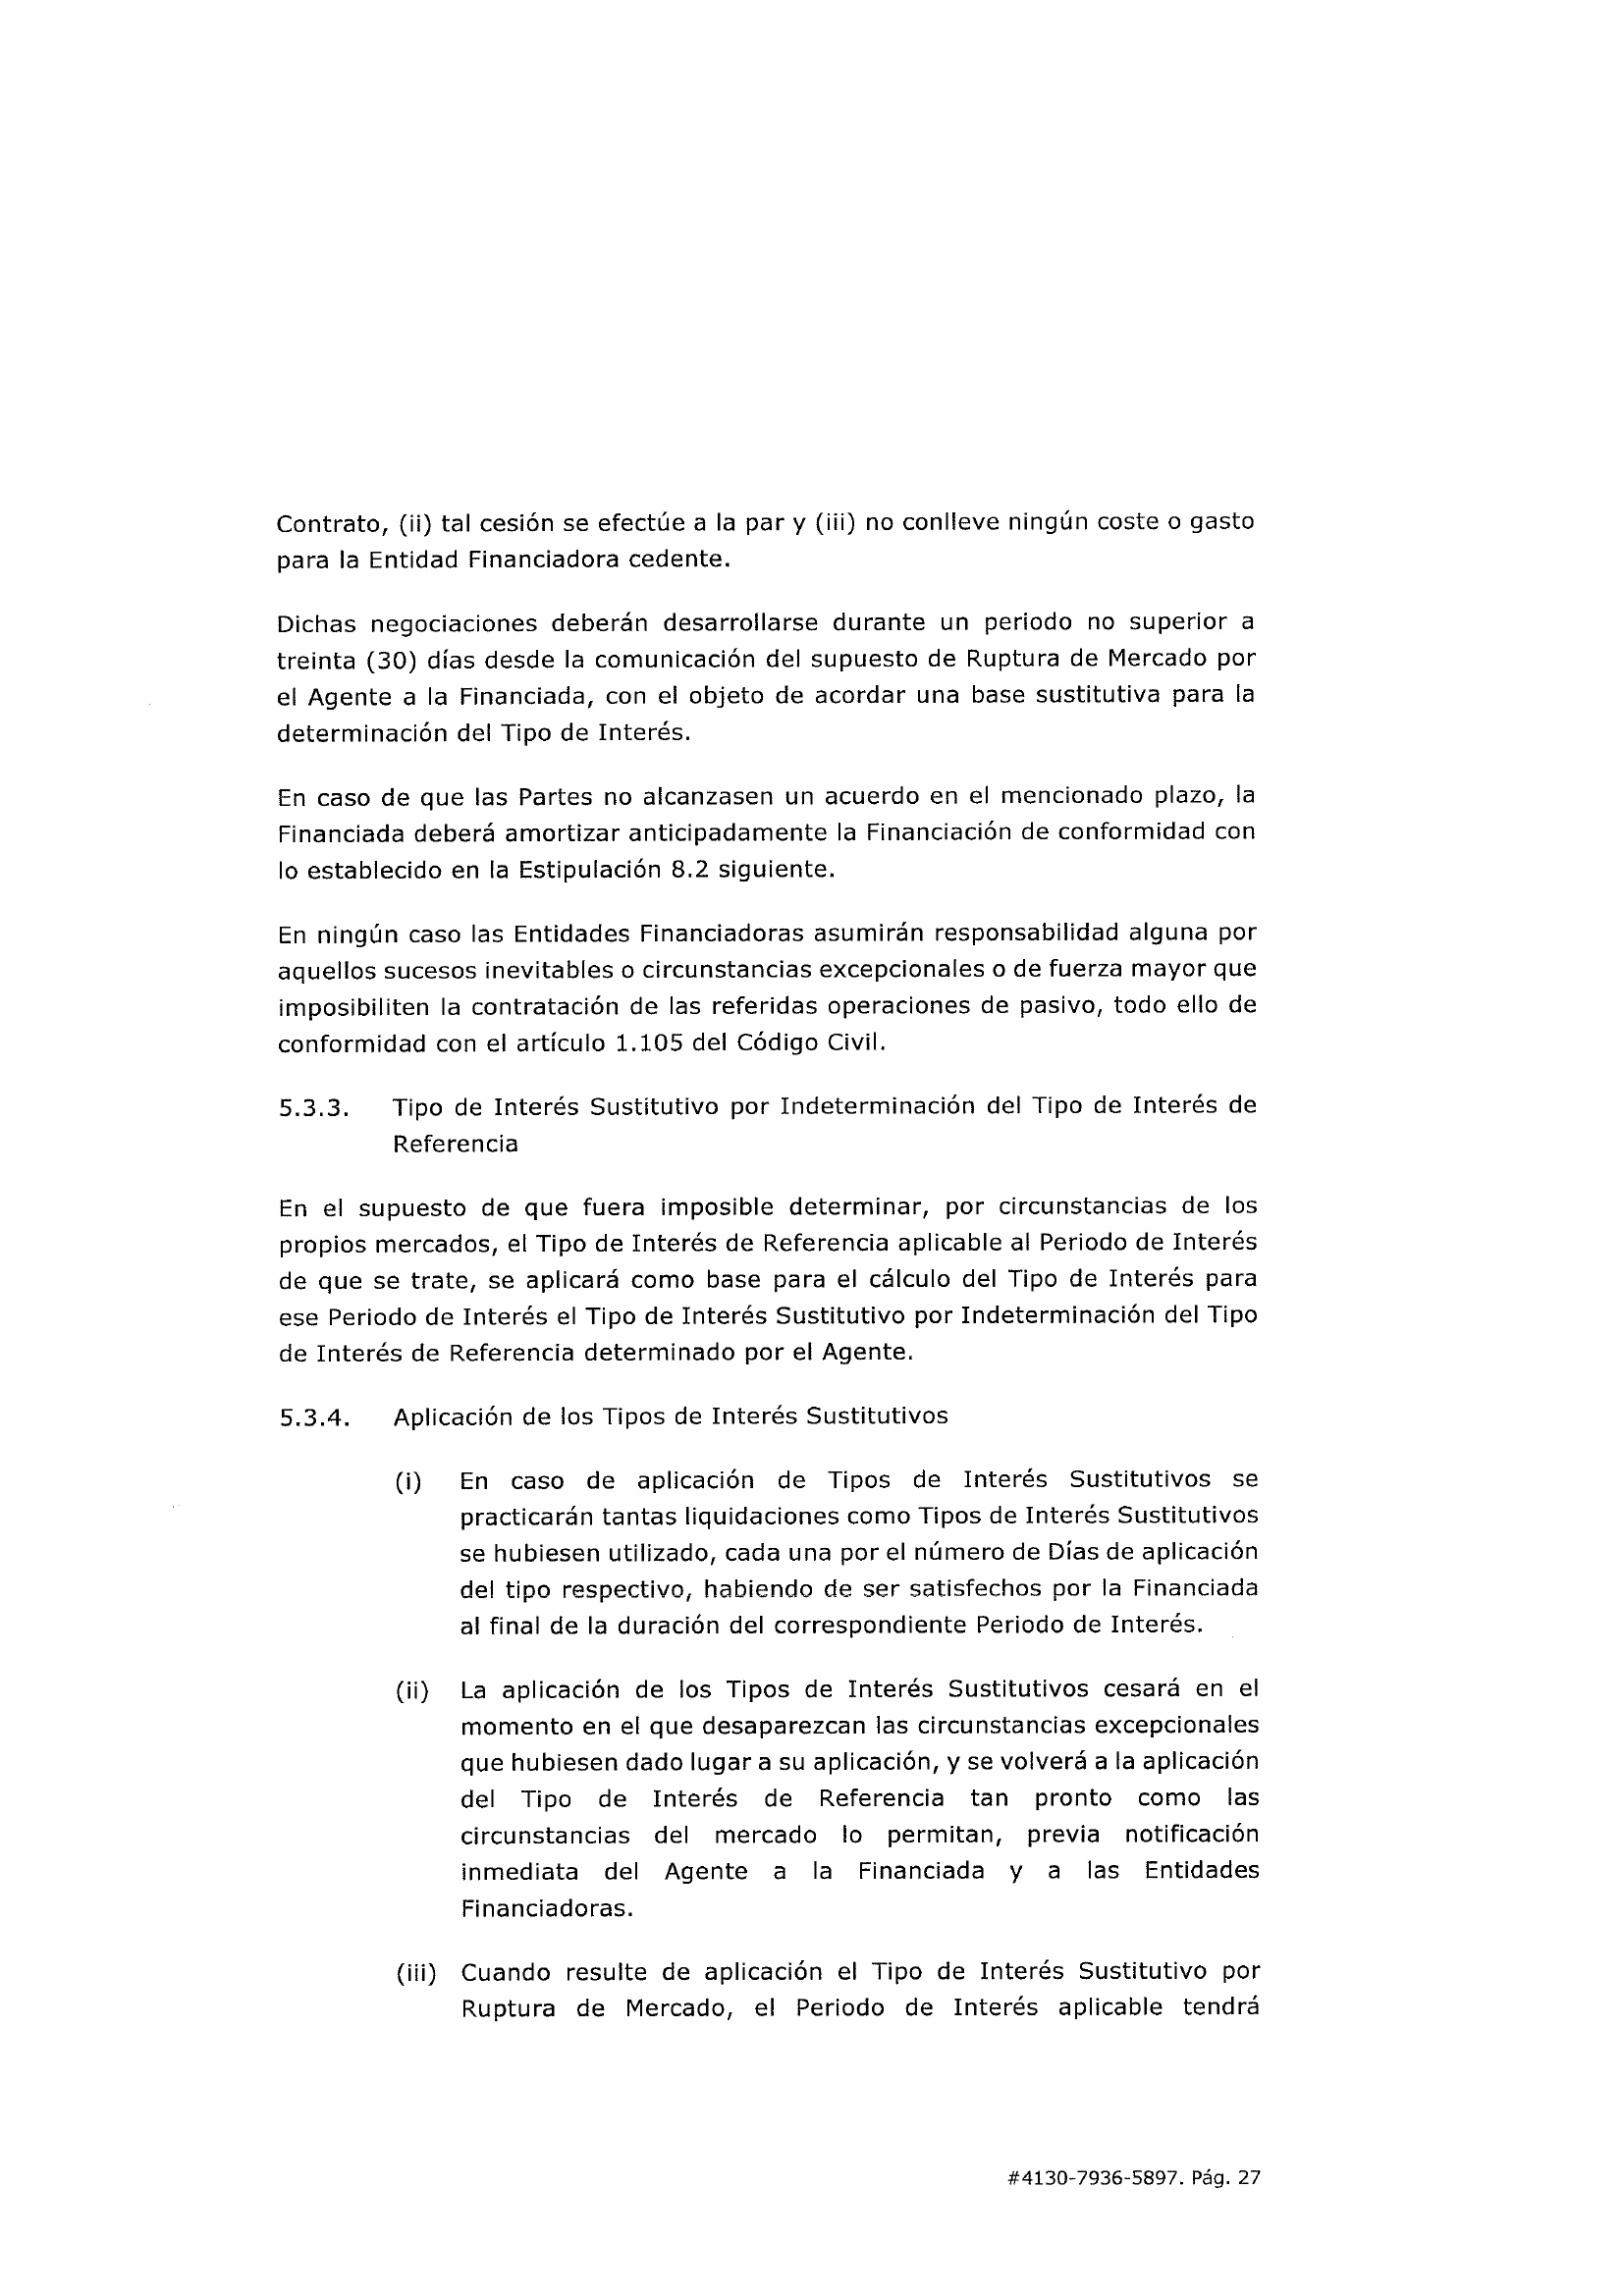 Contrato, (ii) tal cesión se efectúe a la par y (iii) no conlleve ningún coste o gasto
para la Entidad Financiadora cedente.
Dichas negociaciones deberán desarrollarse durante un periodo no superior a
treinta (30) días desde la comunicación del supuesto de Ruptura de Mercado por
el Agente a la Financiada, con el objeto de acordar una base sustitutiva para la
determinación del Tipo de Interés.
En caso de que las Partes no alcanzasen un acuerdo en el mencionado plazo, la
Financiada deberá amortizar anticipadamente la Financiación de conformidad con
lo establecido en la Estipulación 8.2 siguiente.
En ningún caso las Entidades Financiadoras asumirán responsabilidad alguna por
aquellos sucesos inevitables o circunstancias excepcionales o de fuerza mayor que
imposibiliten la contratación de las referidas operaciones de pasivo, todo ello de
conformidad con el artículo 1.105 del Código Civil.
5.3.3. Tipo de Interés Sustitutivo por Indeterminación del Tipo de Interés de
Referencia
En el supuesto de que fuera imposible determinar, por circunstancias de los
propios mercados, el Tipo de Interés de Referencia aplicable al Periodo de Interés
de que se trate, se aplicará como base para el cálculo del Tipo de Interés para
ese Periodo de Interés el Tipo de Interés Sustitutivo por Indeterminación del Tipo
de Interés de Referencia determinado por el Agente.
5.3.4. Aplicación de los Tipos de Interés Sustitutivos
(i) En caso de aplicación de Tipos de Interés Sustitutivos se
practicarán tantas liquidaciones como Tipos de Interés Sustitutivos
se hubiesen utilizado, cada una por el número de Días de aplicación
del tipo respectivo, habiendo de ser satisfechos por la Financiada
al final de la duración del correspondiente Periodo de Interés.
(ii) La aplicación de los Tipos de Interés Sustitutivos cesará en el
momento en el que desaparezcan las circunstancias excepcionales
que hubiesen dado lugar a su aplicación, y se volverá a la aplicación
del Tipo de Interés de Referencia tan pronto como las
circunstancias del mercado lo permitan, previa notificación
inmediata del Agente a la Financiada y a las Entidades
Financiadoras.
(iii) Cuando resulte de aplicación el Tipo de Interés Sustitutivo por
Ruptura de Mercado, el Periodo de Interés aplicable tendrá
#4130-7936-5897. Pág. 27